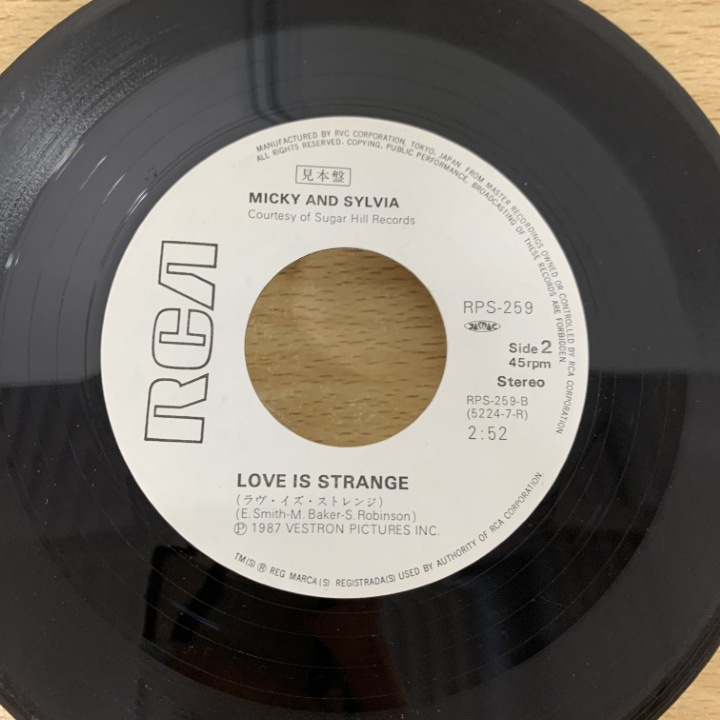 MANUFACTURED BY RVC CORPORATION, TOKYO, JAPAN, FROM MASTER RECORDINGS OWNED OR CONTROLLED BY RCA CORPORATION.
ALL RIGHTS RESERVED, COPYING, PUBLIC PERFORMANCE, BROADCASTING OF THESE RECORDS ARE FORBIDDEN.
見本盤
MICKY AND SYLVIA
Courtesy of Sugar Hill Records
RCA
RPS-259
Side 2
45rpm
Stereo
RPS-259-B
(5224-7-R)
2:52
LOVE IS STRANGE
(ラヴ・イズ・ストレンジ)
(E. Smith-M. Baker-S. Robinson)
Ⓟ 1987 VESTRON PICTURES INC.
TM(S) ® REG MARCA(S) REGISTRADA(S) USED BY AUTHORITY OF RCA CORPORATION.